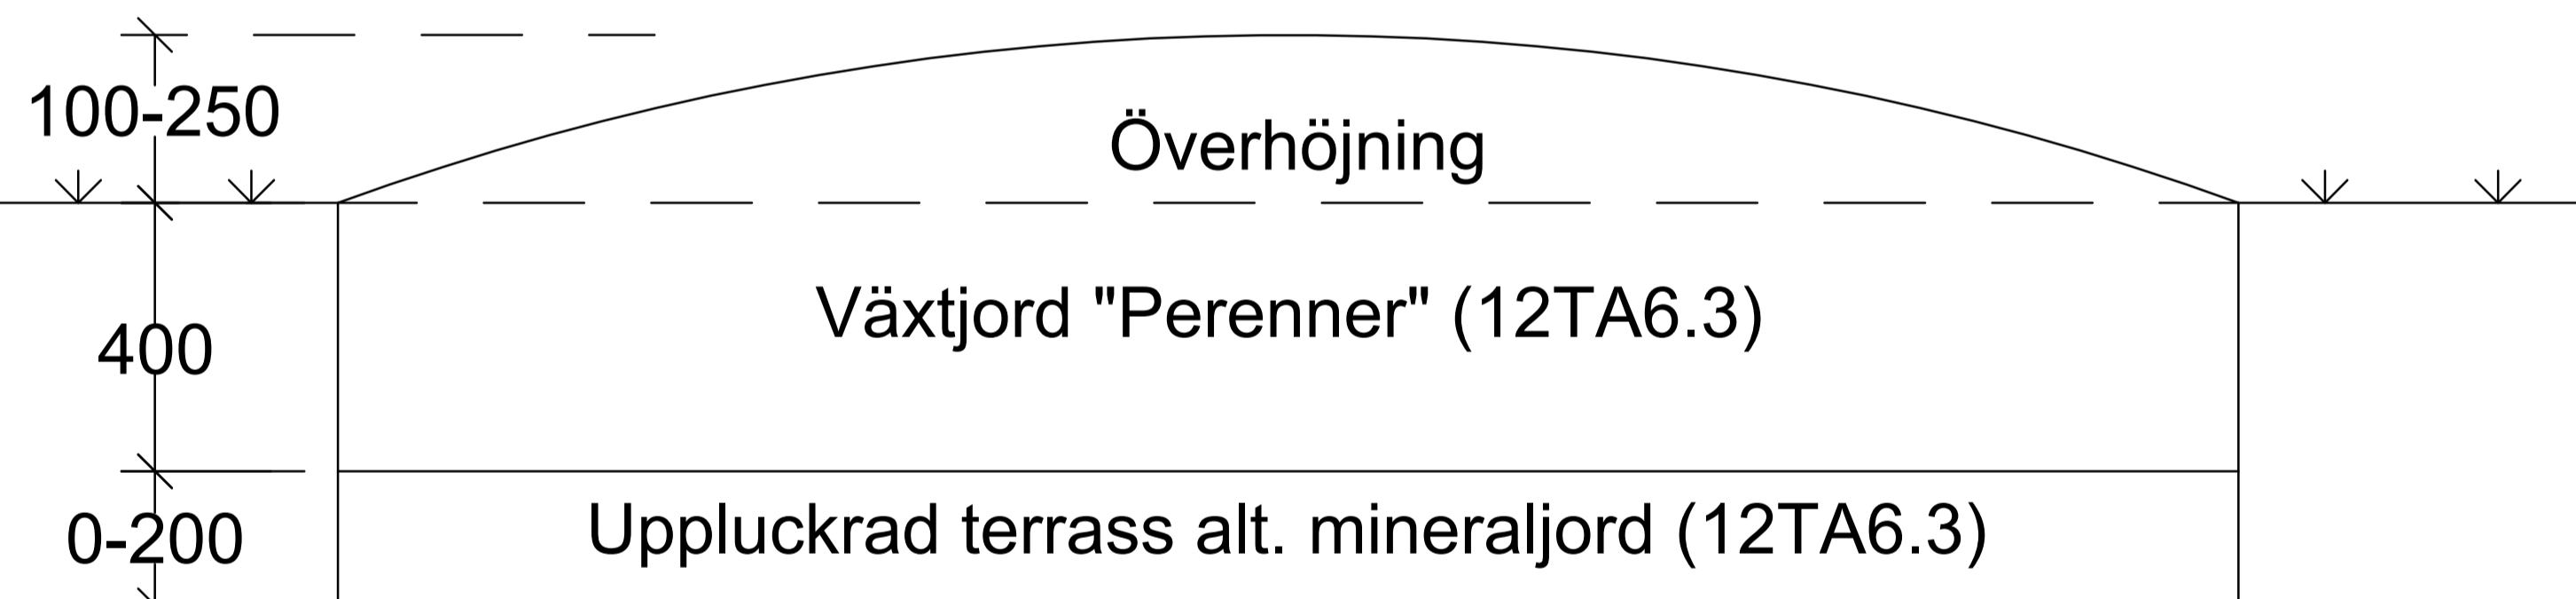 100-250
Överhöjning
Växtjord "Perenner" (12TA6.3)
400
Uppluckrad terrass alt. mineraljord (12TA6.3)
0-200